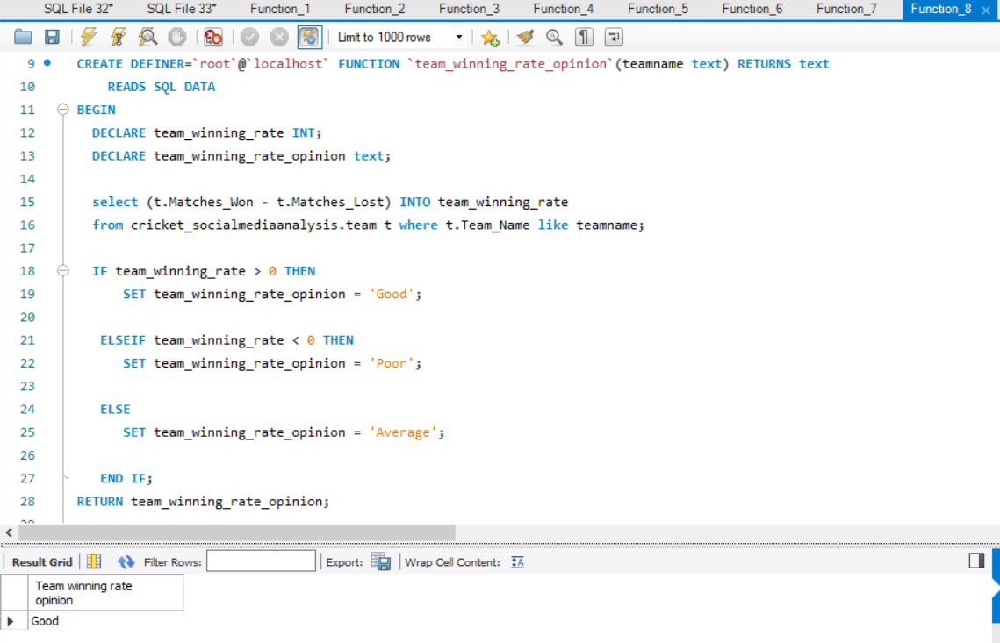 SQL File 32* SQL File 33* Function_1 Function_2 Function_3 Function_4 Function_5 Function_6 Function_7 Function_8
Limit to 1000 rows
9 CREATE DEFINER=`root`@`localhost` FUNCTION `team_winning_rate_opinion`(teamname text) RETURNS text
10 READS SQL DATA
11 BEGIN
12 DECLARE team_winning_rate INT;
13 DECLARE team_winning_rate_opinion text;
14
15 select (t.Matches_Won - t.Matches_Lost) INTO team_winning_rate
16 from cricket_socialmediaanalysis.team t where t.Team_Name like teamname;
17
18 IF team_winning_rate > 0 THEN
19 SET team_winning_rate_opinion = 'Good';
20
21 ELSEIF team_winning_rate < 0 THEN
22 SET team_winning_rate_opinion = 'Poor';
23
24 ELSE
25 SET team_winning_rate_opinion = 'Average';
26
27 END IF;
28 RETURN team_winning_rate_opinion;
Result Grid Filter Rows: Export: Wrap Cell Content:
Team winning rate
opinion
Good